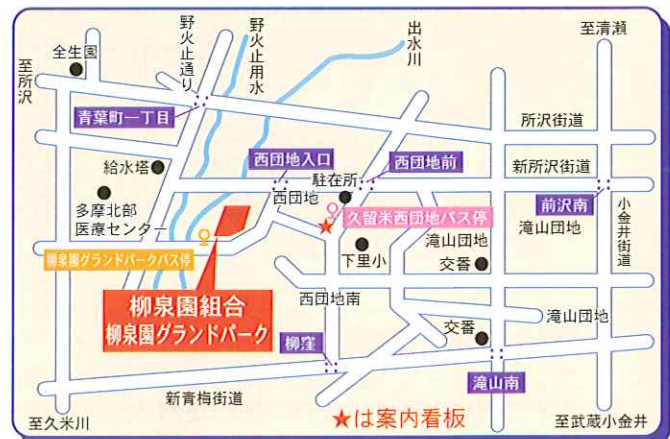 至清瀬
野火止通り
野火止用水
出水川
全生園
至所沢
青葉町一丁目
所沢街道
給水塔
西団地入口
西団地前
新所沢街道
駐在所
西団地
久留米西団地バス停
前沢南
小金井街道
多摩北部
医療センター
滝山団地
滝山団地
柳泉園グランドパークバス停
下里小
交番
柳泉園組合
柳泉園グランドパーク
西団地南
滝山団地
交番
柳窪
滝山南
新青梅街道
★は案内看板
至久米川
至武蔵小金井